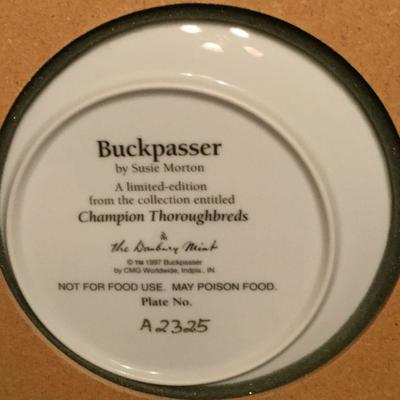 Buckpasser
by Susie Morton
A limited-edition
from the collection entitled
Champion Thoroughbreds
&
the Danbury Mint
© TM 1997 Buckpasser
by CMG Worldwide, Indpls., IN.
NOT FOR FOOD USE. MAY POISON FOOD.
Plate No.
A2325